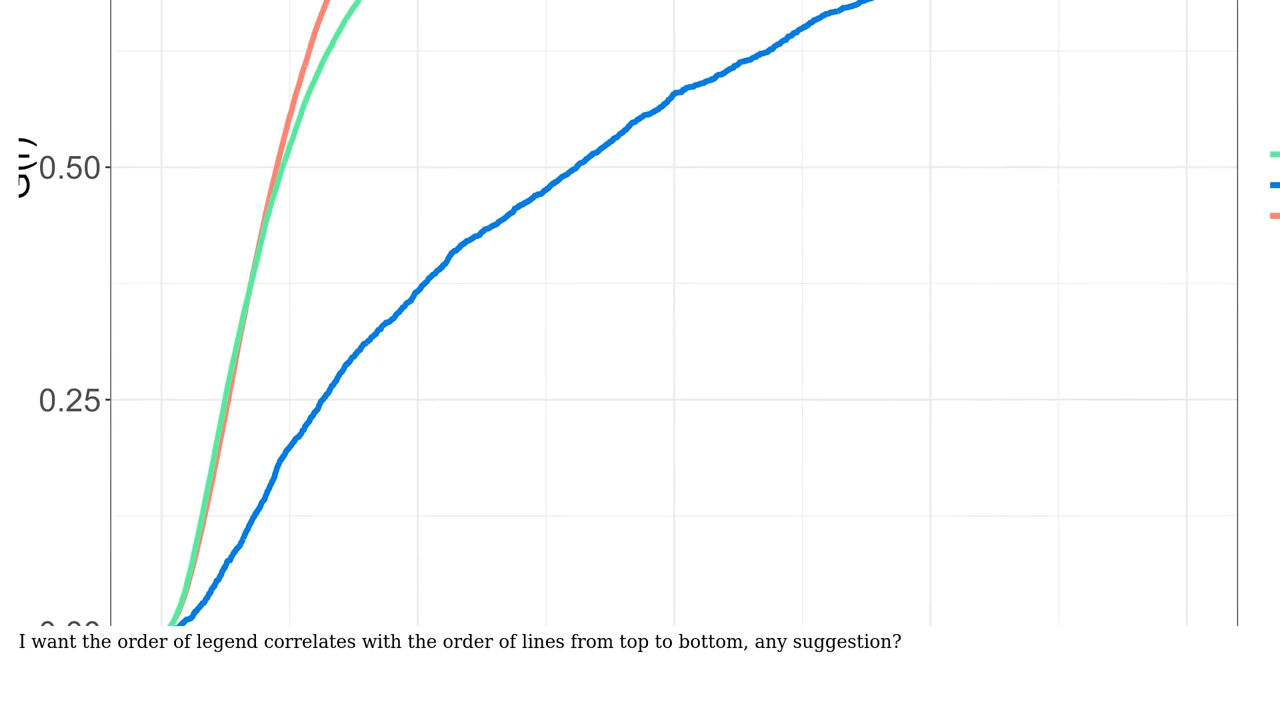 0.50
0.25
I want the order of legend correlates with the order of lines from top to bottom, any suggestion?